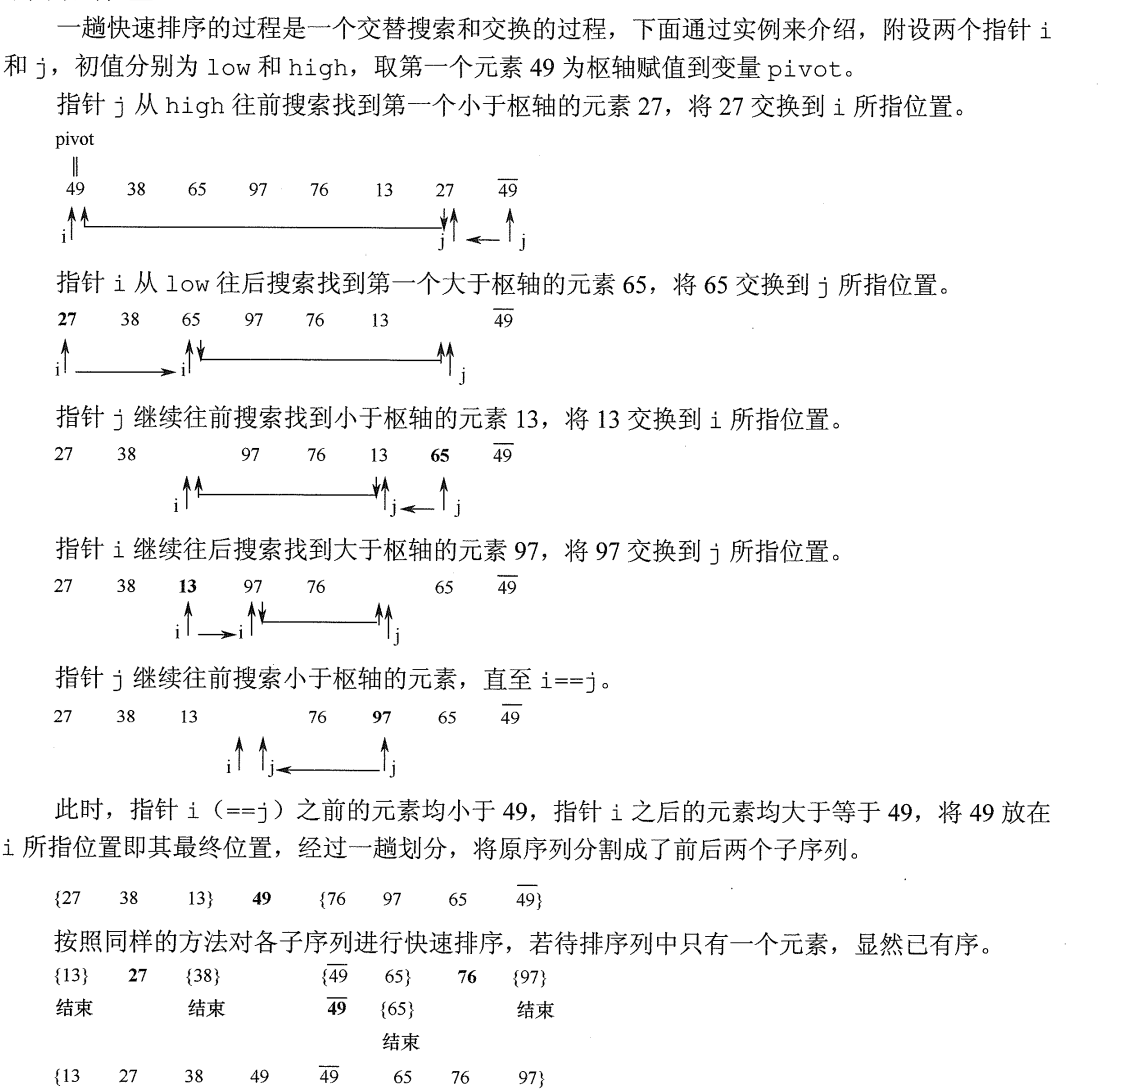 一趟快速排序的过程是一个交替搜索和交换的过程，下面通过实例来介绍，附设两个指针 i
和 j，初值分别为 low 和 high，取第一个元素 49 为枢轴赋值到变量 pivot。
指针 j 从 high 往前搜索找到第一个小于枢轴的元素 27，将 27 交换到 i 所指位置。
pivot
‖
49 38 65 97 76 13 27 4̅9̅
i j j
指针 i 从 low 往后搜索找到第一个大于枢轴的元素 65，将 65 交换到 j 所指位置。
27 38 65 97 76 13 4̅9̅
i i j
指针 j 继续往前搜索找到小于枢轴的元素 13，将 13 交换到 i 所指位置。
27 38 97 76 13 65 4̅9̅
i j j
指针 i 继续往后搜索找到大于枢轴的元素 97，将 97 交换到 j 所指位置。
27 38 13 97 76 65 4̅9̅
i i j
指针 j 继续往前搜索小于枢轴的元素，直至 i==j。
27 38 13 76 97 65 4̅9̅
i j j
此时，指针 i（==j）之前的元素均小于 49，指针 i 之后的元素均大于等于 49，将 49 放在
i 所指位置即其最终位置，经过一趟划分，将原序列分割成了前后两个子序列。
{27 38 13} 49 {76 97 65 4̅9̅}
按照同样的方法对各子序列进行快速排序，若待排序列中只有一个元素，显然已有序。
{13} 27 {38} {4̅9̅ 65} 76 {97}
结束 结束 4̅9̅ {65} 结束
结束
{13 27 38 49 4̅9̅ 65 76 97}